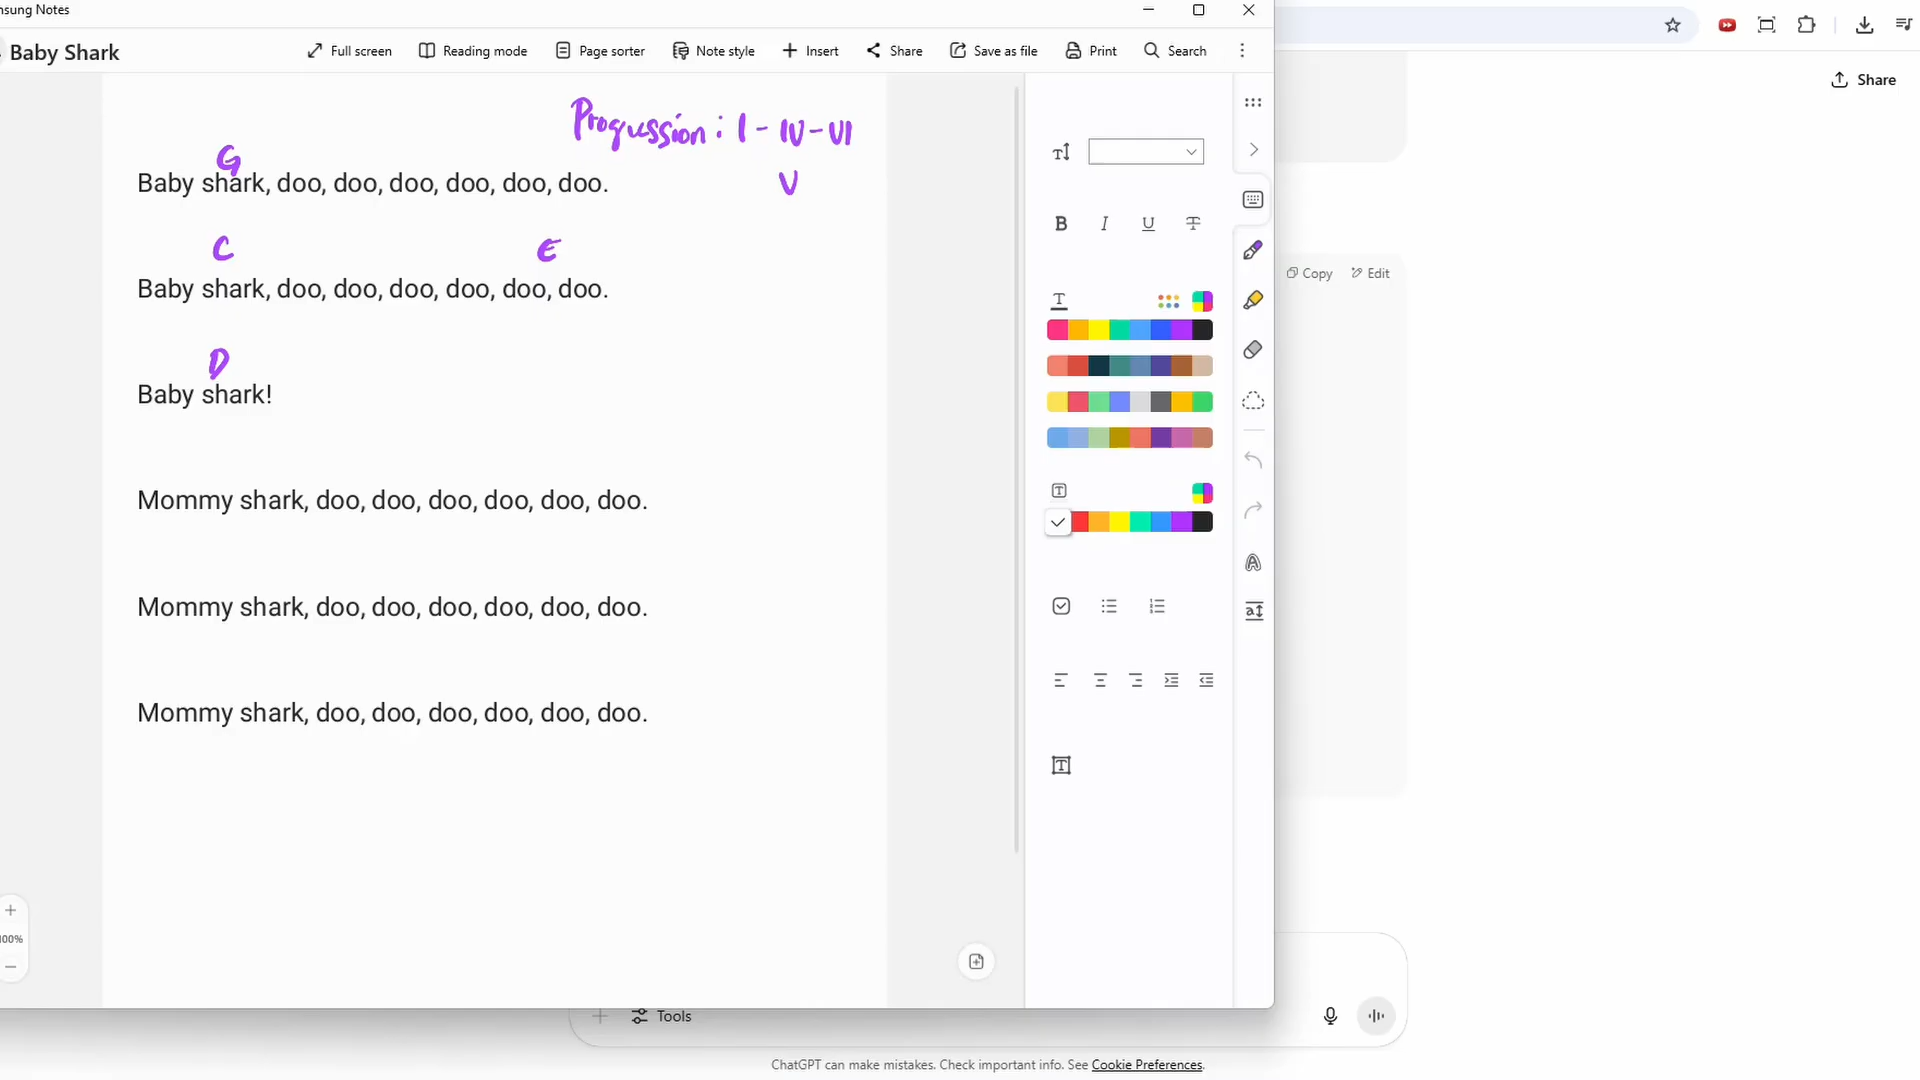 nsung Notes
Baby Shark
Full screen
Reading mode
Page sorter
Note style
Insert
Share
Save as file
Print
Search
Share
Progression: I - IV - VI
V
G
Baby shark, doo, doo, doo, doo, doo, doo.
C E
Baby shark, doo, doo, doo, doo, doo, doo.
D
Baby shark!
Mommy shark, doo, doo, doo, doo, doo, doo.
Mommy shark, doo, doo, doo, doo, doo, doo.
Mommy shark, doo, doo, doo, doo, doo, doo.
B I U T
Copy Edit
100%
Tools
ChatGPT can make mistakes. Check important info. See Cookie Preferences.